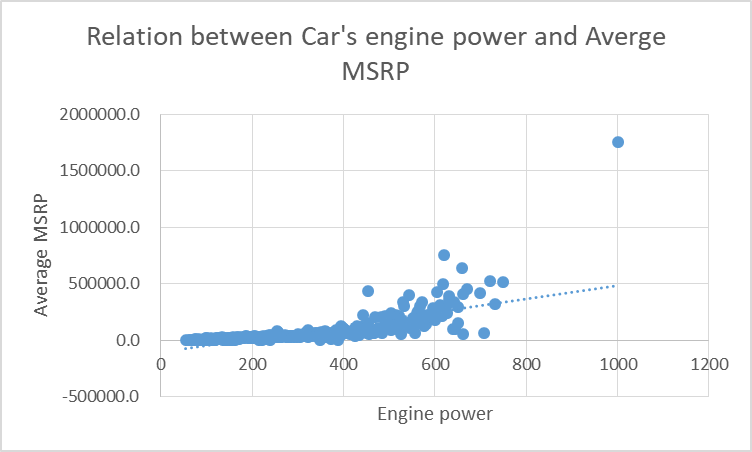 Relation between Car's engine power and Averge
MSRP
2000000.0
1500000.0
1000000.0
500000.0
0.0
-500000.0
0 200 400 600 800 1000 1200
Average MSRP
Engine power